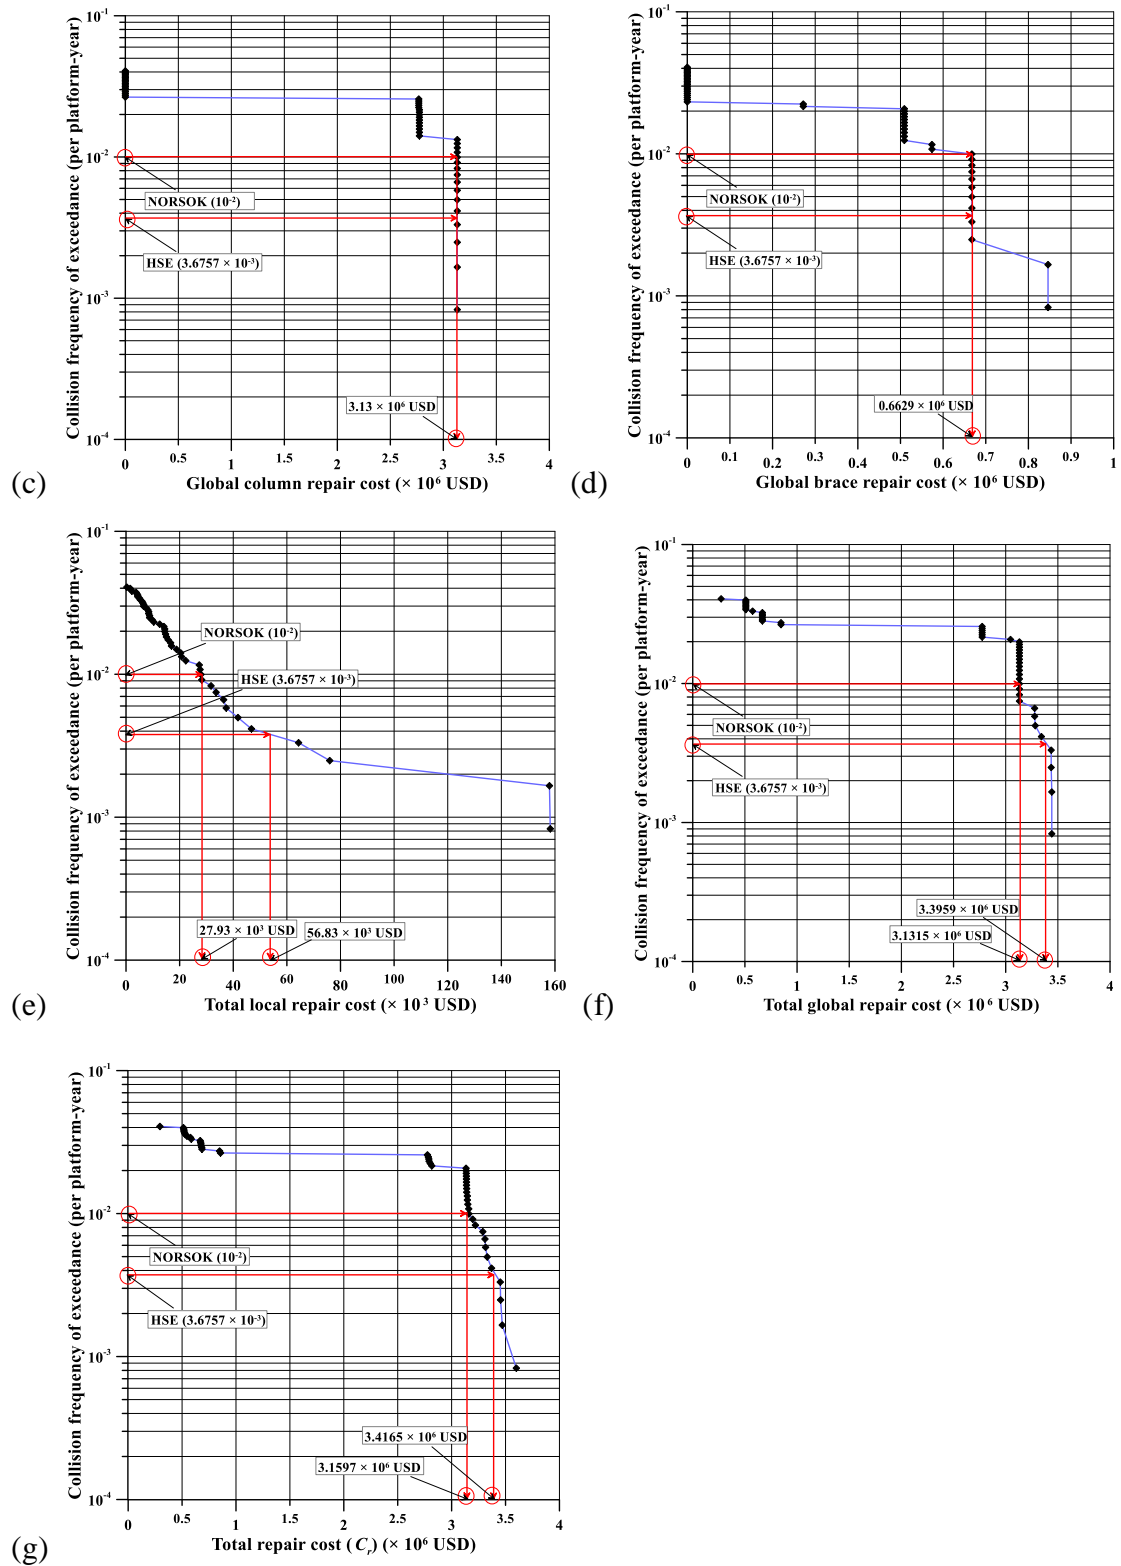 Collision frequency of exceedance (per platform-year)
10-1
10-2
10-3
10-4
NORSOK (10-2)
HSE (3.6757 × 10-3)
3.13 × 106 USD
0 0.5 1 1.5 2 2.5 3 3.5 4
(c)
Global column repair cost (× 106 USD)
Collision frequency of exceedance (per platform-year)
10-1
10-2
10-3
10-4
NORSOK (10-2)
HSE (3.6757 × 10-3)
0.6629 × 106 USD
0 0.1 0.2 0.3 0.4 0.5 0.6 0.7 0.8 0.9 1
(d)
Global brace repair cost (× 106 USD)
Collision frequency of exceedance (per platform-year)
10-1
10-2
10-3
10-4
NORSOK (10-2)
HSE (3.6757 × 10-3)
27.93 × 103 USD
56.83 × 103 USD
0 20 40 60 80 100 120 140 160
(e)
Total local repair cost (× 103 USD)
Collision frequency of exceedance (per platform-year)
10-1
10-2
10-3
10-4
NORSOK (10-2)
HSE (3.6757 × 10-3)
3.3959 × 106 USD
3.1315 × 106 USD
0 0.5 1 1.5 2 2.5 3 3.5 4
(f)
Total global repair cost (× 106 USD)
Collision frequency of exceedance (per platform-year)
10-1
10-2
10-3
10-4
NORSOK (10-2)
HSE (3.6757 × 10-3)
3.4165 × 106 USD
3.1597 × 106 USD
0 0.5 1 1.5 2 2.5 3 3.5 4
(g)
Total repair cost (Cr) (× 106 USD)